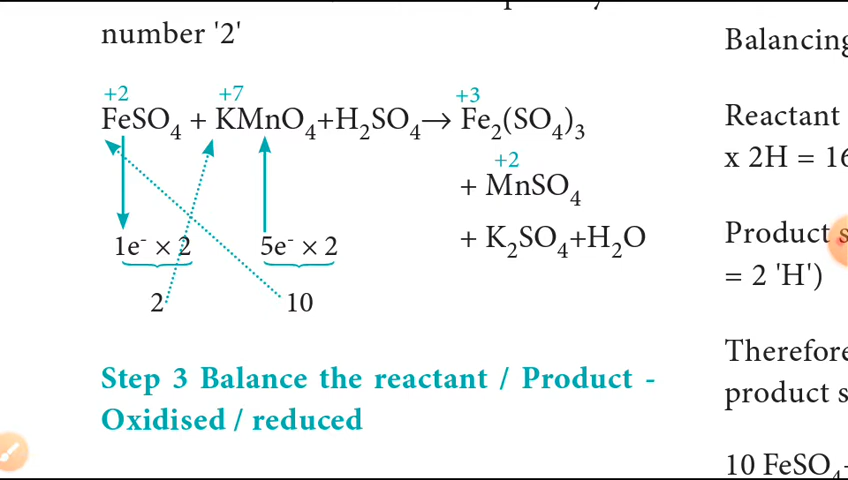 number '2'
+2 +7 +3
FeSO₄ + KMnO₄+H₂SO₄→ Fe₂(SO₄)₃
+2
+ MnSO₄
1e⁻ × 2 5e⁻ × 2 + K₂SO₄+H₂O
2 10
Step 3 Balance the reactant / Product -
Oxidised / reduced
Balancing
Reactant
x 2H = 16
Product s
= 2 'H')
Therefore
product s
10 FeSO₄